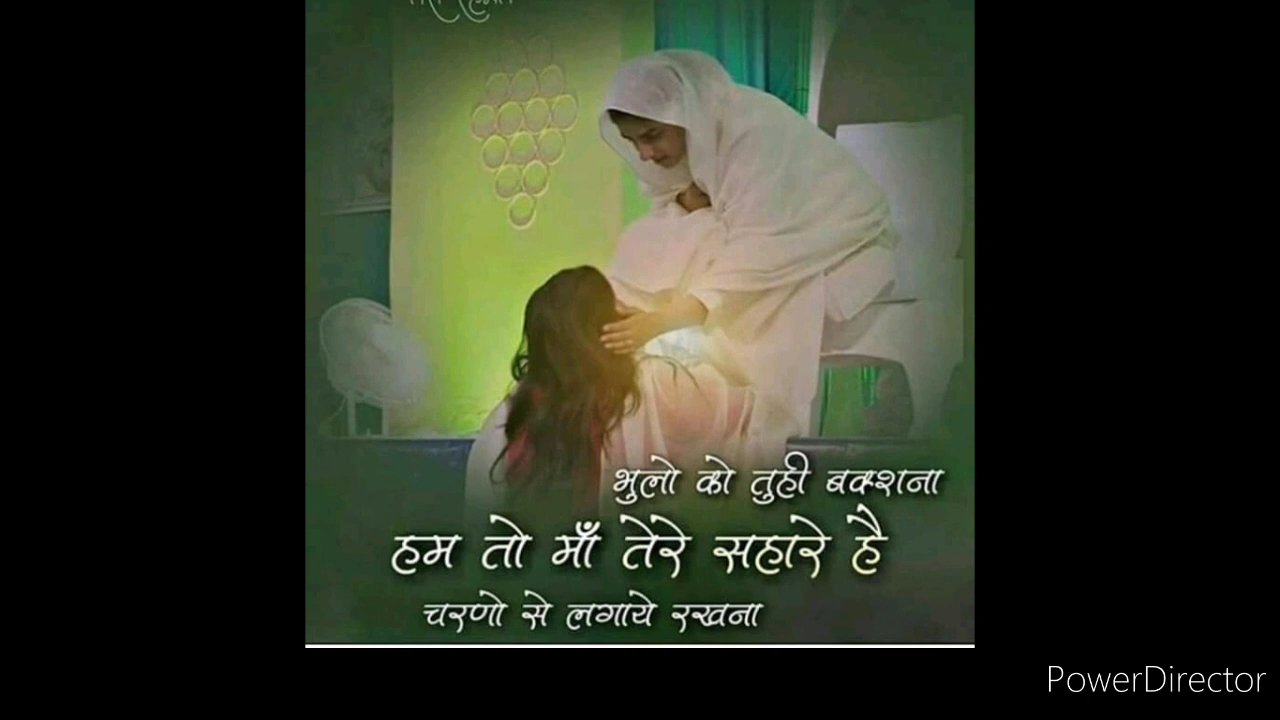 भुलो को तुही बक्शना
हम तो माँ तेरे सहारे है
चरणो से लगाये रखना
PowerDirector